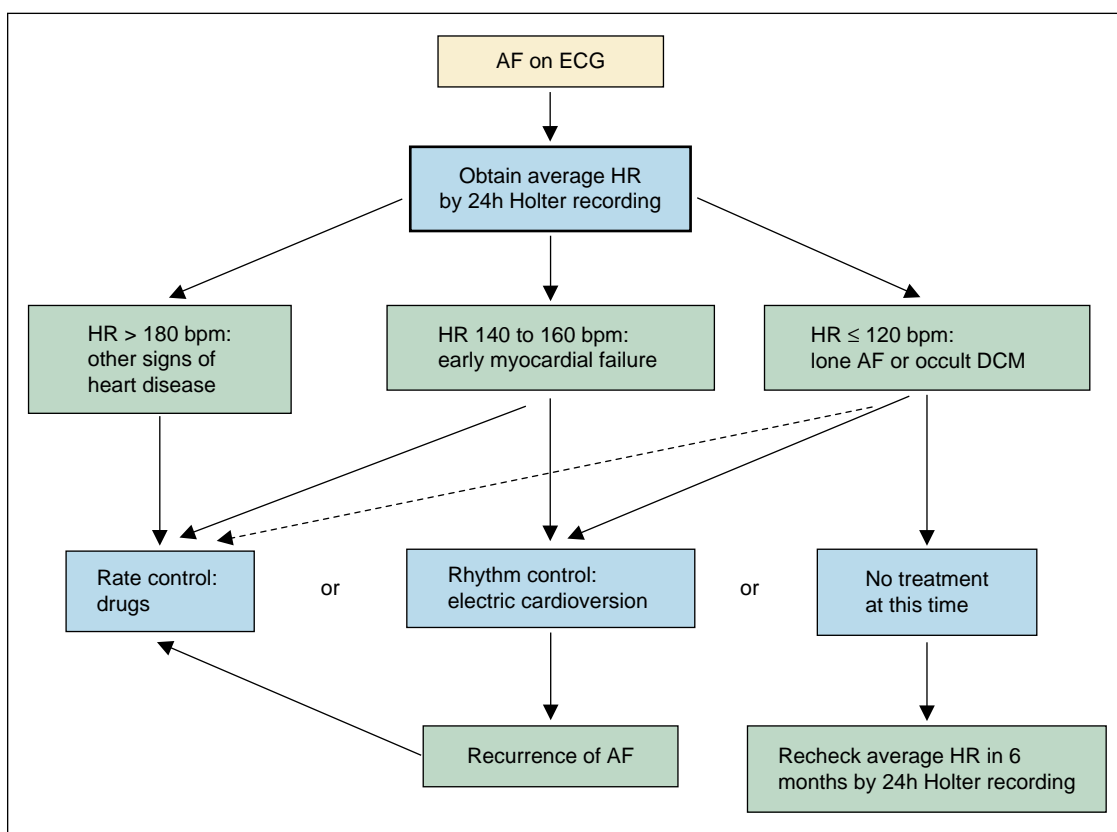 AF on ECG
Obtain average HR
by 24h Holter recording
HR > 180 bpm:
other signs of
heart disease
HR 140 to 160 bpm:
early myocardial failure
HR ≤ 120 bpm:
lone AF or occult DCM
Rate control:
drugs
or
Rhythm control:
electric cardioversion
or
No treatment
at this time
Recurrence of AF
Recheck average HR in 6
months by 24h Holter recording